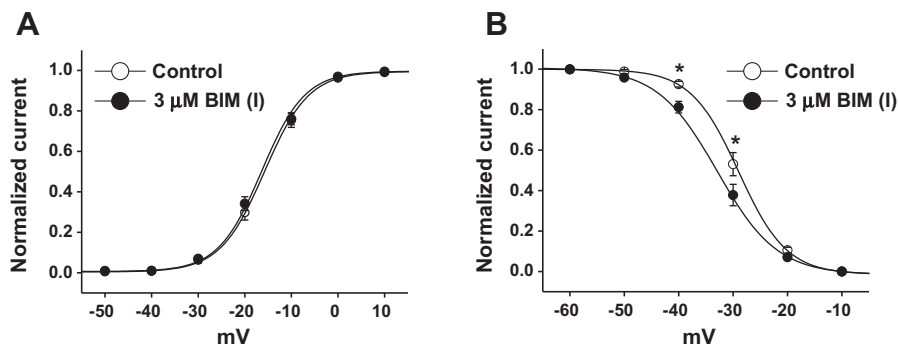 A
B
Control
3 μM BIM (I)
Normalized current
1.0
0.8
0.6
0.4
0.2
0.0
-50 -40 -30 -20 -10 0 10
mV
Control
3 μM BIM (I)
*
*
Normalized current
1.0
0.8
0.6
0.4
0.2
0.0
-60 -50 -40 -30 -20 -10
mV